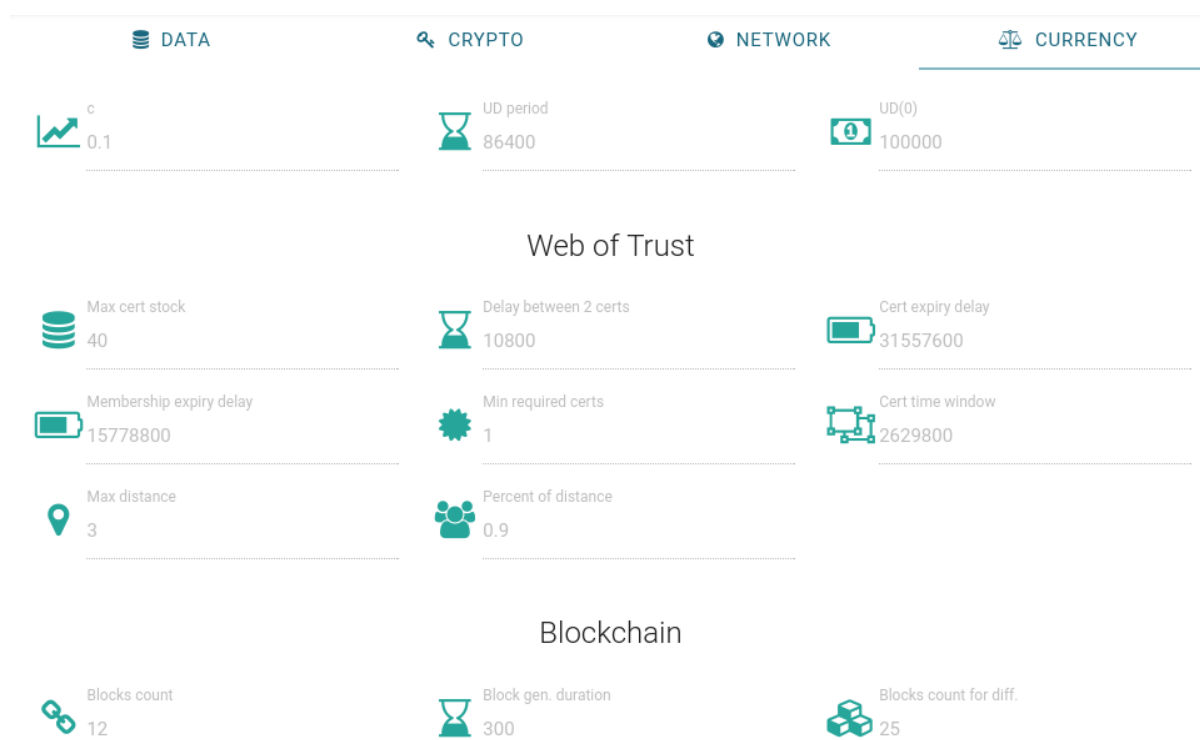 DATA CRYPTO NETWORK CURRENCY
c UD period UD(0)
0.1 86400 100000
Web of Trust
Max cert stock Delay between 2 certs Cert expiry delay
40 10800 31557600
Membership expiry delay Min required certs Cert time window
15778800 1 2629800
Max distance Percent of distance
3 0.9
Blockchain
Blocks count Block gen. duration Blocks count for diff.
12 300 25